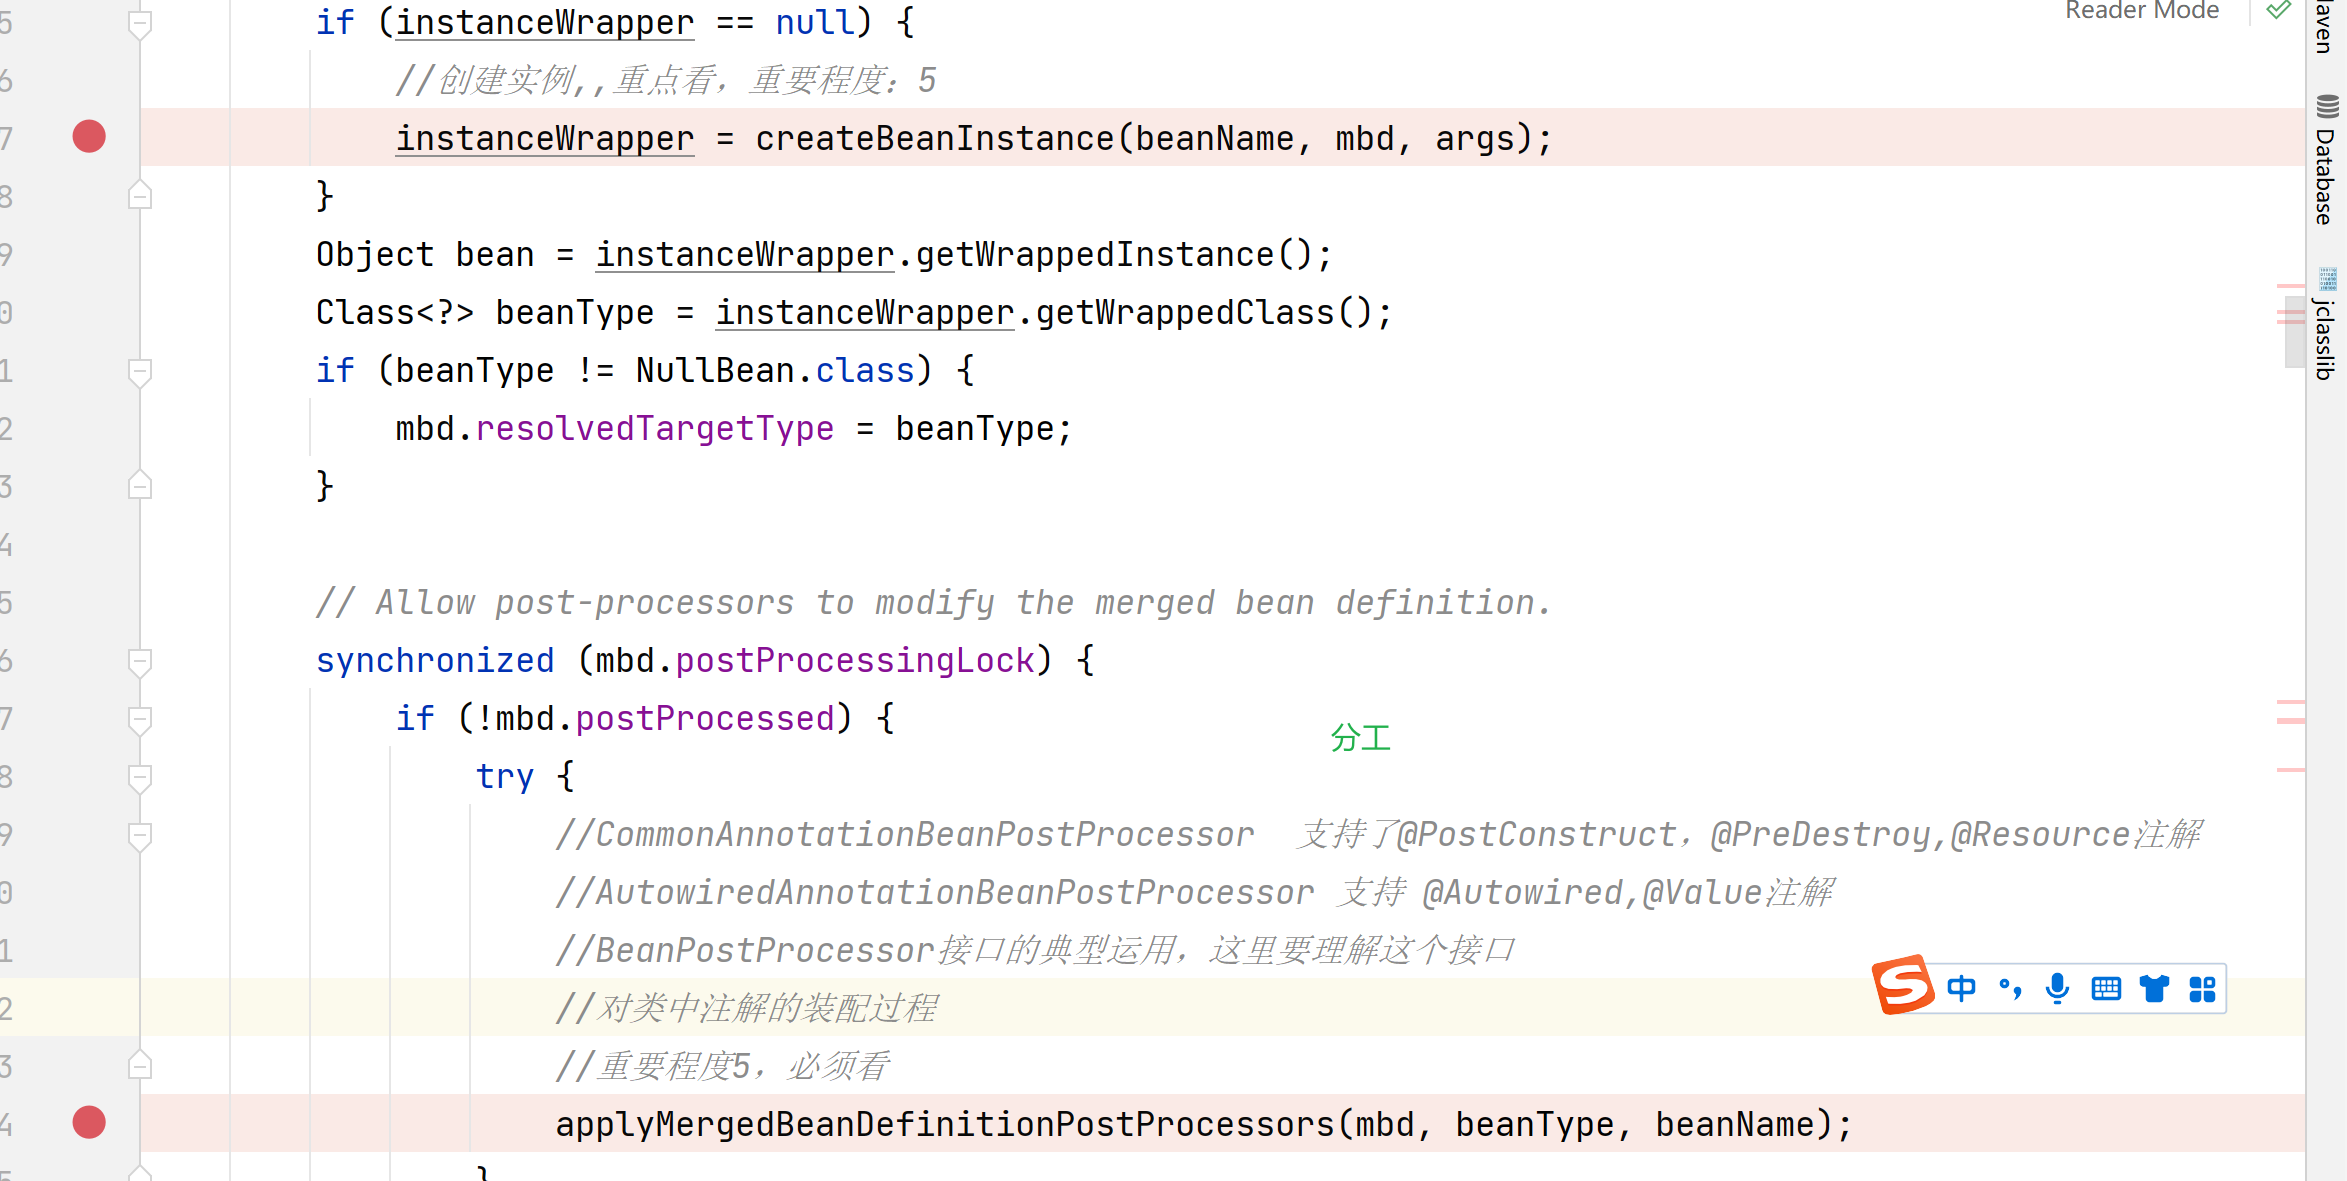 Reader Mode
5 if (instanceWrapper == null) {
6 //创建实例,,重点看，重要程度：5
7 instanceWrapper = createBeanInstance(beanName, mbd, args);
8 }
9 Object bean = instanceWrapper.getWrappedInstance();
0 Class<?> beanType = instanceWrapper.getWrappedClass();
1 if (beanType != NullBean.class) {
2 mbd.resolvedTargetType = beanType;
3 }
4
5 // Allow post-processors to modify the merged bean definition.
6 synchronized (mbd.postProcessingLock) {
7 if (!mbd.postProcessed) {
分工
8 try {
9 //CommonAnnotationBeanPostProcessor 支持了@PostConstruct，@PreDestroy,@Resource注解
0 //AutowiredAnnotationBeanPostProcessor 支持 @Autowired,@Value注解
1 //BeanPostProcessor接口的典型运用，这里要理解这个接口
2 //对类中注解的装配过程
3 //重要程度5，必须看
4 applyMergedBeanDefinitionPostProcessors(mbd, beanType, beanName);
5 }
Maven
Database
jclasslib
S中